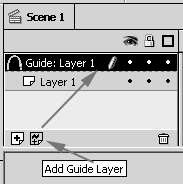 Scene 1
Guide: Layer 1
Layer 1
Add Guide Layer